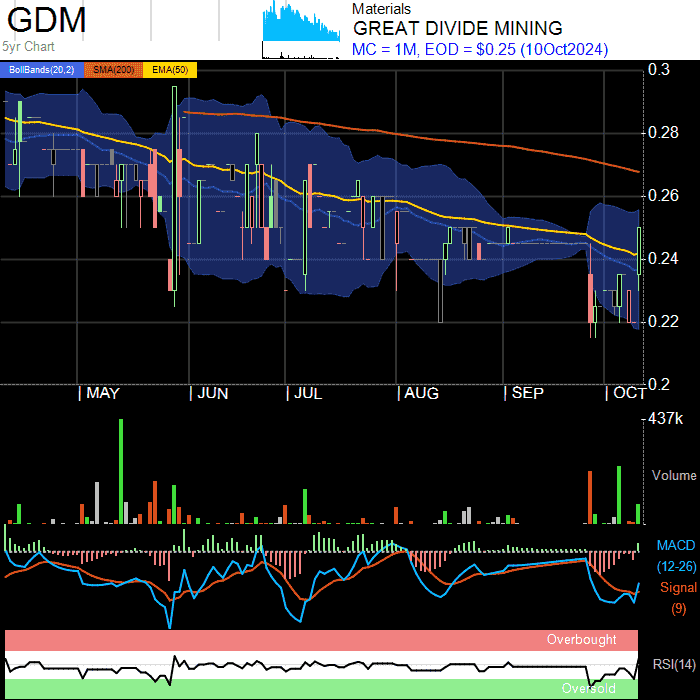 GDM
5yr Chart
Materials
GREAT DIVIDE MINING
MC = 1M, EOD = $0.25 (10Oct2024)
BollBands(20,2) SMA(200) EMA(50)
0.3
0.28
0.26
0.24
0.22
0.2
| MAY | JUN | JUL | AUG | SEP | OCT
437k
Volume
MACD
(12-26)
Signal
(9)
Overbought
RSI(14)
Oversold